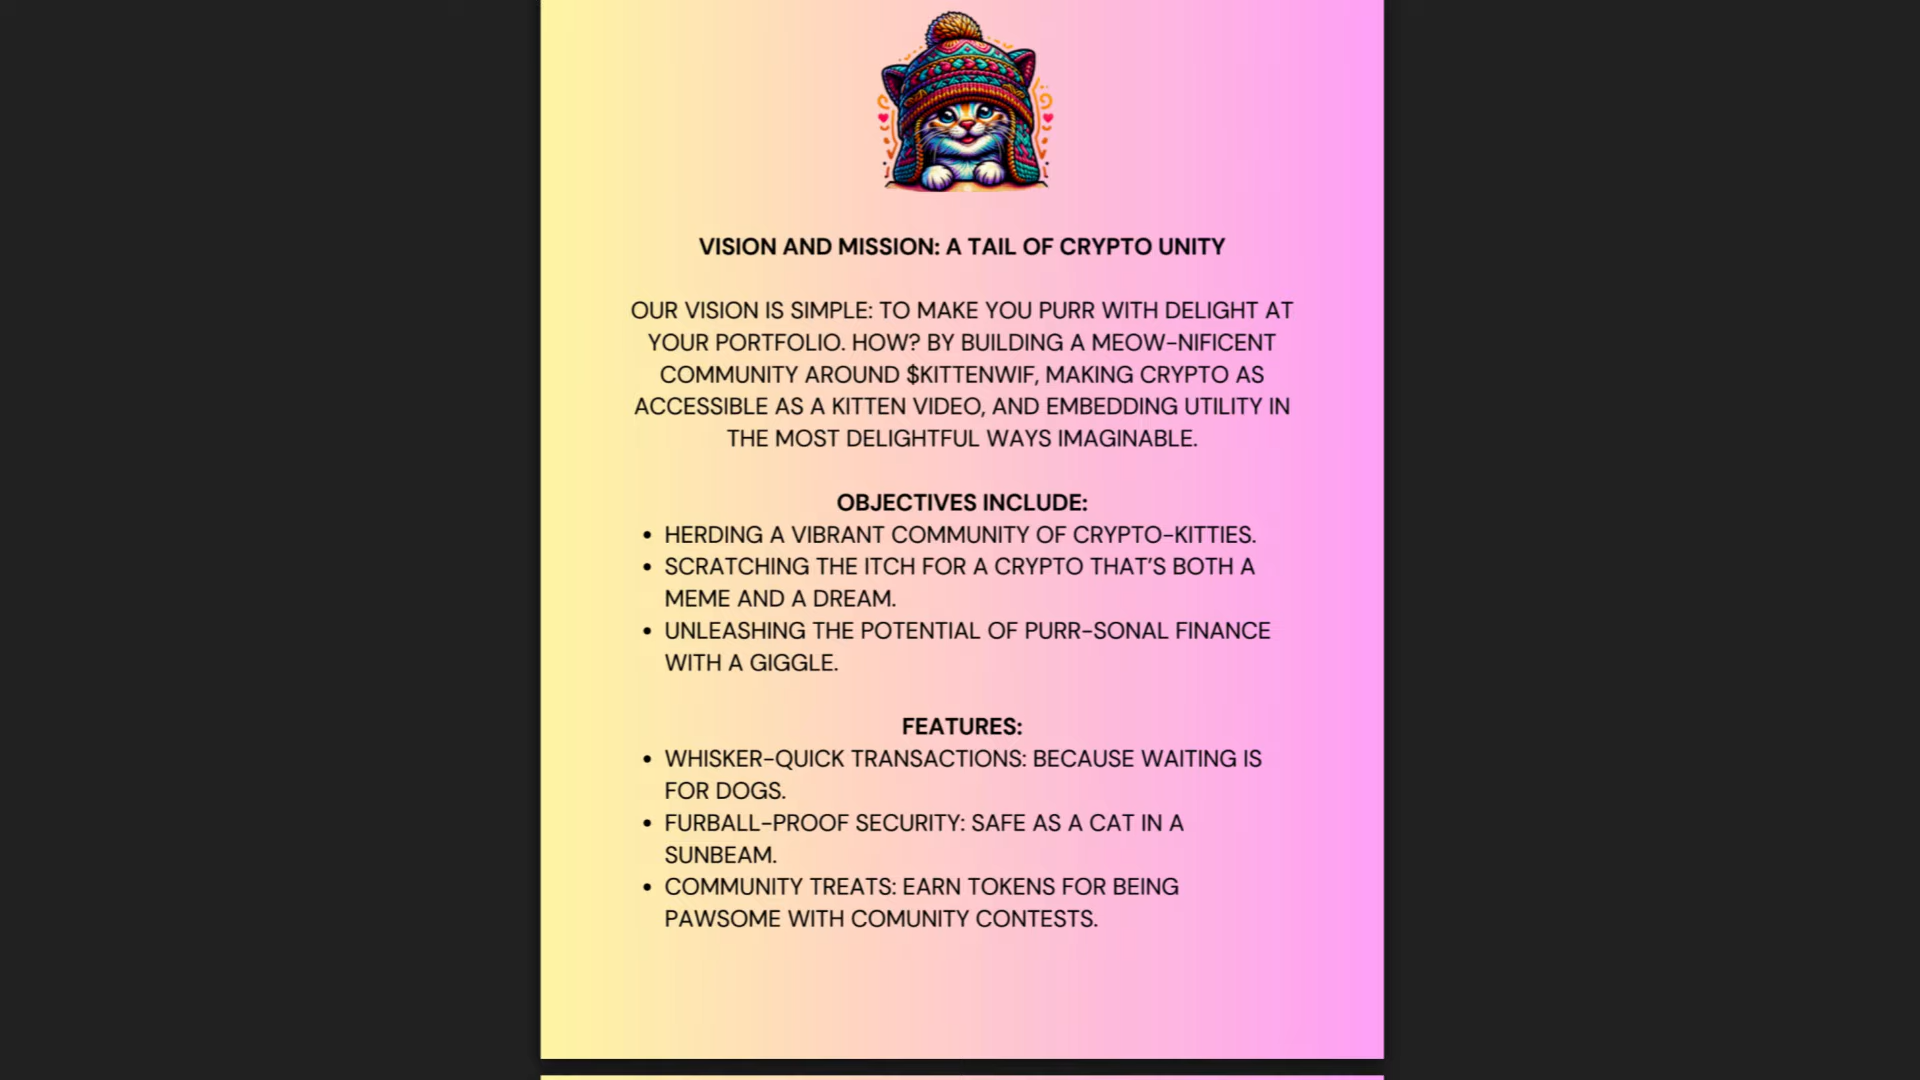 VISION AND MISSION: A TAIL OF CRYPTO UNITY
OUR VISION IS SIMPLE: TO MAKE YOU PURR WITH DELIGHT AT
YOUR PORTFOLIO. HOW? BY BUILDING A MEOW-NIFICENT
COMMUNITY AROUND $KITTENWIF, MAKING CRYPTO AS
ACCESSIBLE AS A KITTEN VIDEO, AND EMBEDDING UTILITY IN
THE MOST DELIGHTFUL WAYS IMAGINABLE.
OBJECTIVES INCLUDE:
• HERDING A VIBRANT COMMUNITY OF CRYPTO-KITTIES.
• SCRATCHING THE ITCH FOR A CRYPTO THAT'S BOTH A
MEME AND A DREAM.
• UNLEASHING THE POTENTIAL OF PURR-SONAL FINANCE
WITH A GIGGLE.
FEATURES:
• WHISKER-QUICK TRANSACTIONS: BECAUSE WAITING IS
FOR DOGS.
• FURBALL-PROOF SECURITY: SAFE AS A CAT IN A
SUNBEAM.
• COMMUNITY TREATS: EARN TOKENS FOR BEING
PAWSOME WITH COMUNITY CONTESTS.